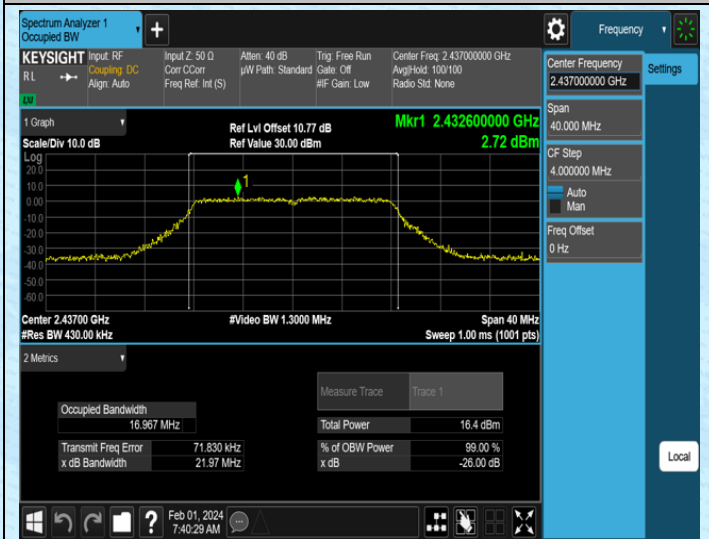 Spectrum Analyzer 1
Occupied BW
+
Frequency
KEYSIGHT
RL
Input: RF
Coupling: DC
Align: Auto
Input Z: 50 Ω
Corr CCorr
Freq Ref: Int (S)
Atten: 40 dB
µW Path: Standard
Trig: Free Run
Gate: Off
#IF Gain: Low
Center Freq: 2.437000000 GHz
Avg|Hold: 100/100
Radio Std: None
LXI
1 Graph
Scale/Div 10.0 dB
Ref Lvl Offset 10.77 dB
Ref Value 30.00 dBm
Mkr1 2.432600000 GHz
2.72 dBm
Log
20.0
10.0
0.00
-10.0
-20.0
-30.0
-40.0
-50.0
-60.0
1
Center 2.43700 GHz
#Res BW 430.00 kHz
#Video BW 1.3000 MHz
Span 40 MHz
Sweep 1.00 ms (1001 pts)
2 Metrics
Measure Trace Trace 1
Occupied Bandwidth
16.967 MHz
Total Power 16.4 dBm
Transmit Freq Error 71.830 kHz
% of OBW Power 99.00 %
x dB Bandwidth 21.97 MHz
x dB -26.00 dB
Center Frequency
2.437000000 GHz
Settings
Span
40.000 MHz
CF Step
4.000000 MHz
Auto
Man
Freq Offset
0 Hz
Local
?
Feb 01, 2024
7:40:29 AM